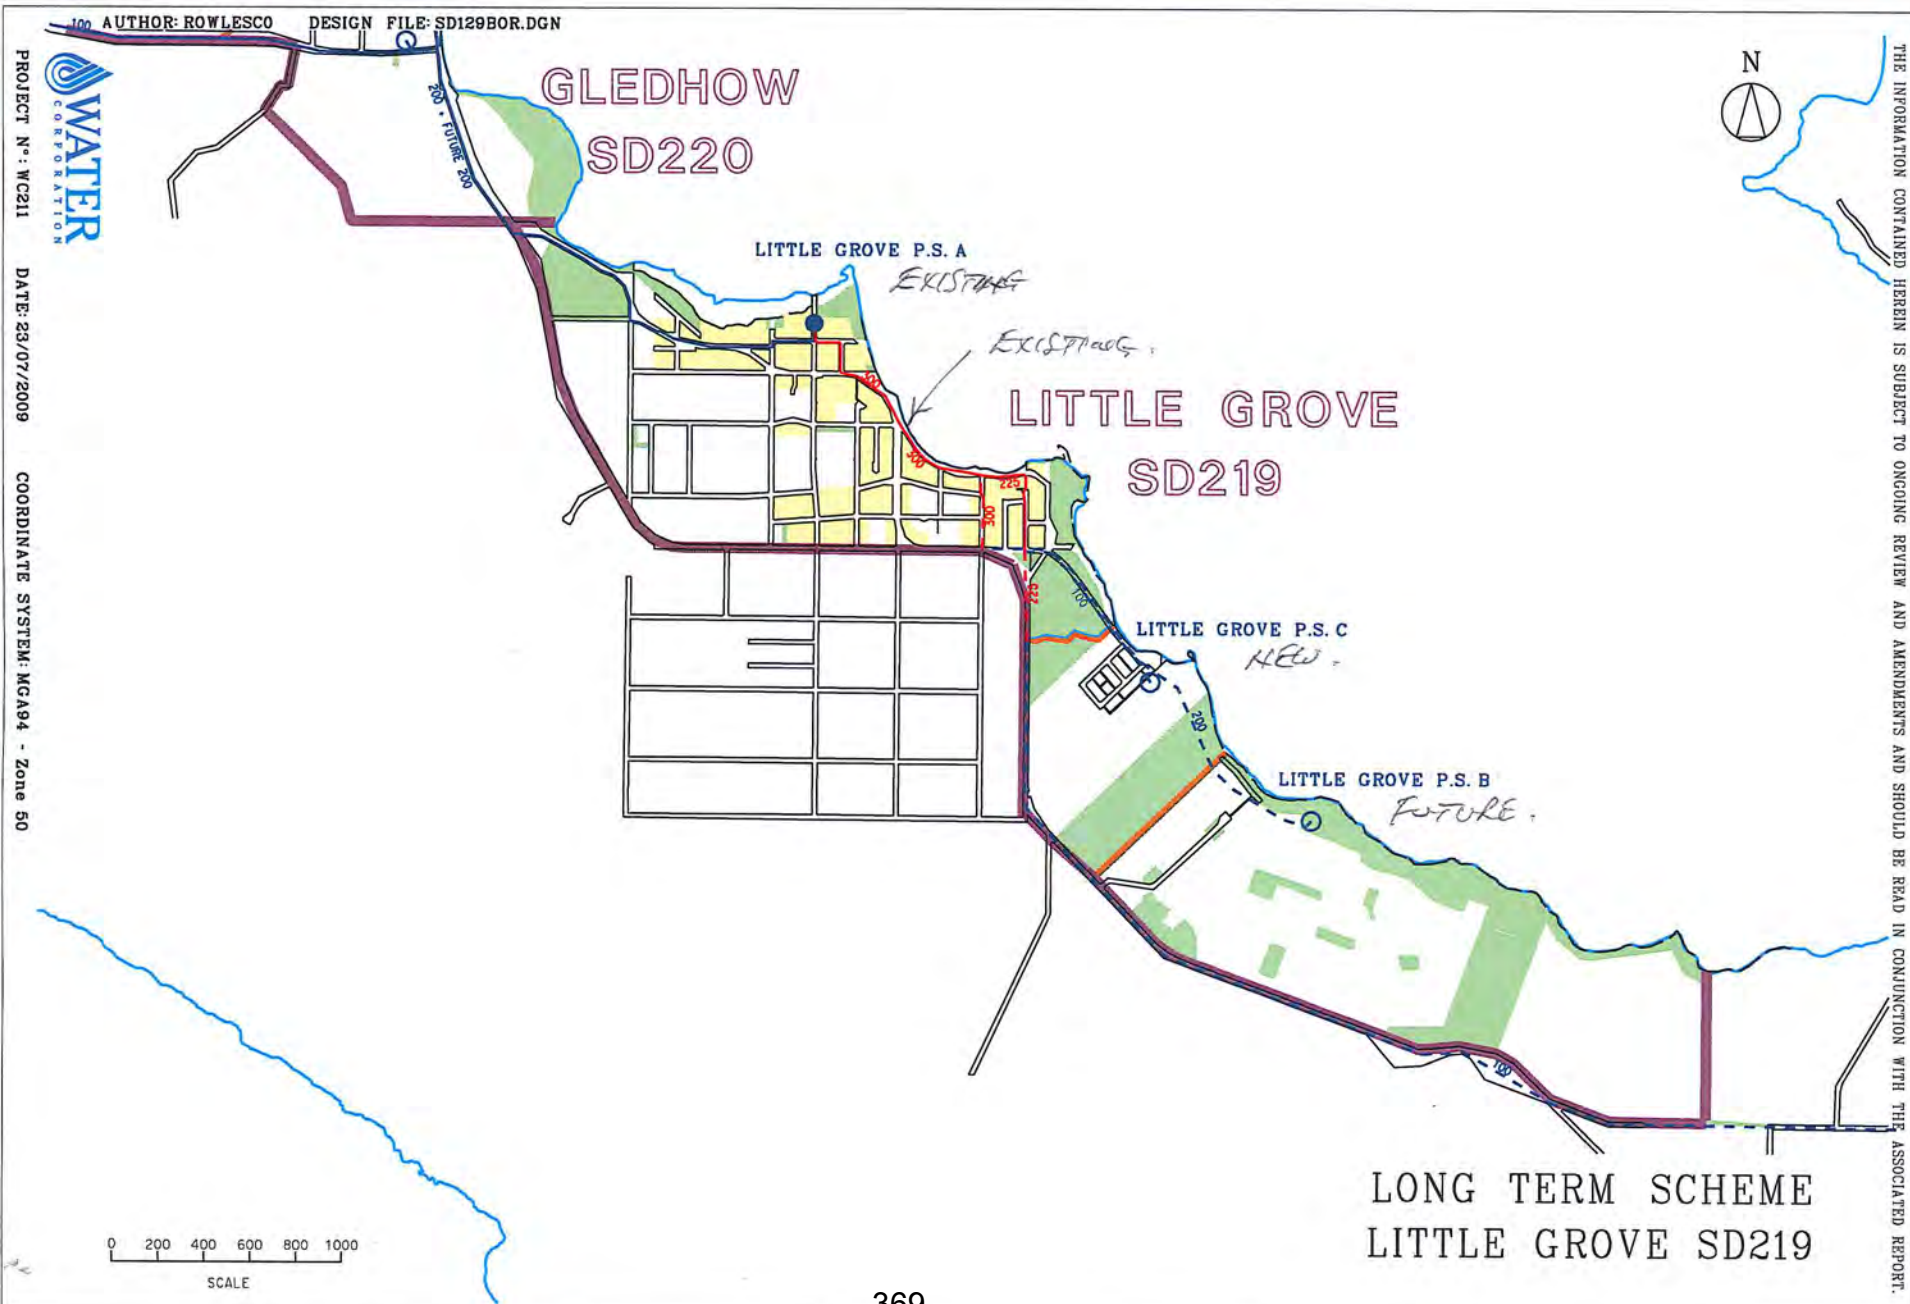 100 AUTHOR: ROWLESCO DESIGN FILE: SD129BOR.DGN
PROJECT Nº: WC211 DATE: 23/07/2009 COORDINATE SYSTEM: MGA94 - Zone 50
WATER
CORPORATION
200 + FUTURE 200
GLEDHOW
SD220
N
LITTLE GROVE P.S. A
EXISTING
EXISTING.
LITTLE GROVE
SD219
300
300
225
300
225
100
LITTLE GROVE P.S. C
NEW.
200
LITTLE GROVE P.S. B
FUTURE.
100
THE INFORMATION CONTAINED HEREIN IS SUBJECT TO ONGOING REVIEW AND AMENDMENTS AND SHOULD BE READ IN CONJUNCTION WITH THE ASSOCIATED REPORT.
LONG TERM SCHEME
LITTLE GROVE SD219
0 200 400 600 800 1000
SCALE
369